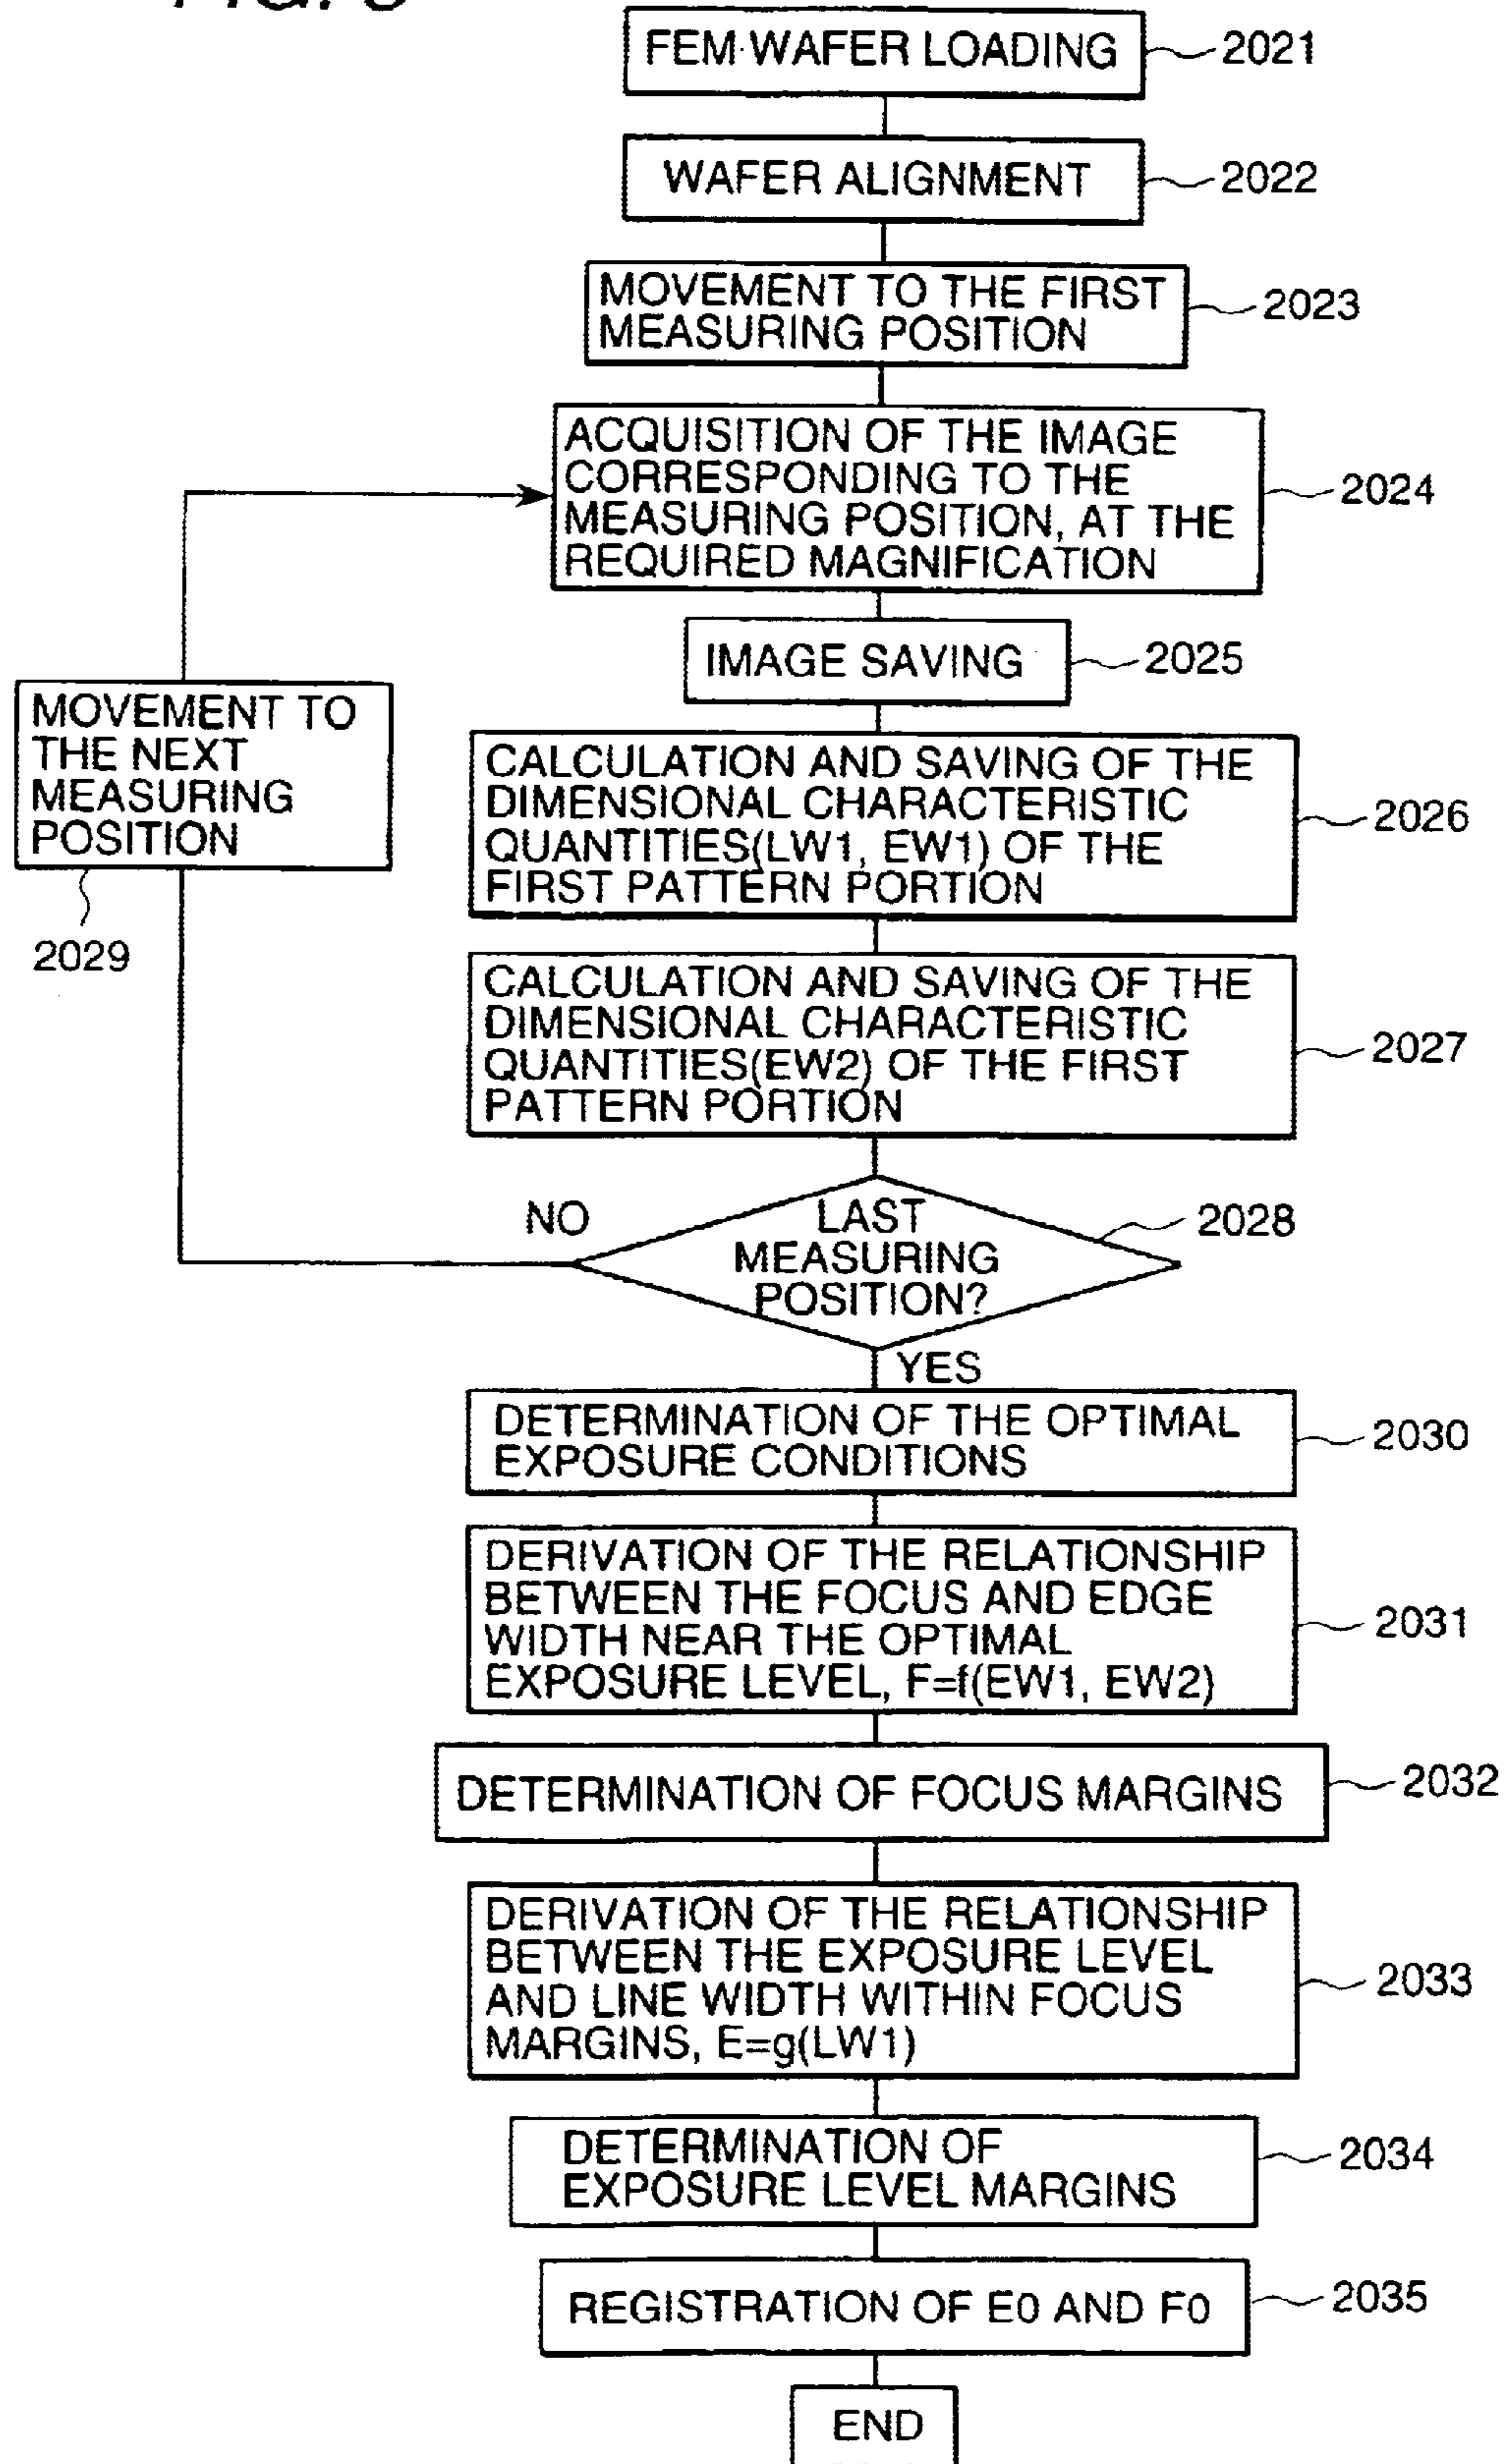 FEM WAFER LOADING
2021
WAFER ALIGNMENT
2022
MOVEMENT TO THE FIRST
MEASURING POSITION
2023
ACQUISITION OF THE IMAGE
CORRESPONDING TO THE
MEASURING POSITION, AT THE
REQUIRED MAGNIFICATION
2024
IMAGE SAVING
2025
MOVEMENT TO
THE NEXT
MEASURING
POSITION
2029
CALCULATION AND SAVING OF THE
DIMENSIONAL CHARACTERISTIC
QUANTITIES(LW1, EW1) OF THE
FIRST PATTERN PORTION
2026
CALCULATION AND SAVING OF THE
DIMENSIONAL CHARACTERISTIC
QUANTITIES(EW2) OF THE FIRST
PATTERN PORTION
2027
NO
LAST
MEASURING
POSITION?
2028
YES
DETERMINATION OF THE OPTIMAL
EXPOSURE CONDITIONS
2030
DERIVATION OF THE RELATIONSHIP
BETWEEN THE FOCUS AND EDGE
WIDTH NEAR THE OPTIMAL
EXPOSURE LEVEL, F=f(EW1, EW2)
2031
DETERMINATION OF FOCUS MARGINS
2032
DERIVATION OF THE RELATIONSHIP
BETWEEN THE EXPOSURE LEVEL
AND LINE WIDTH WITHIN FOCUS
MARGINS, E=g(LW1)
2033
DETERMINATION OF
EXPOSURE LEVEL MARGINS
2034
REGISTRATION OF E0 AND F0
2035
END